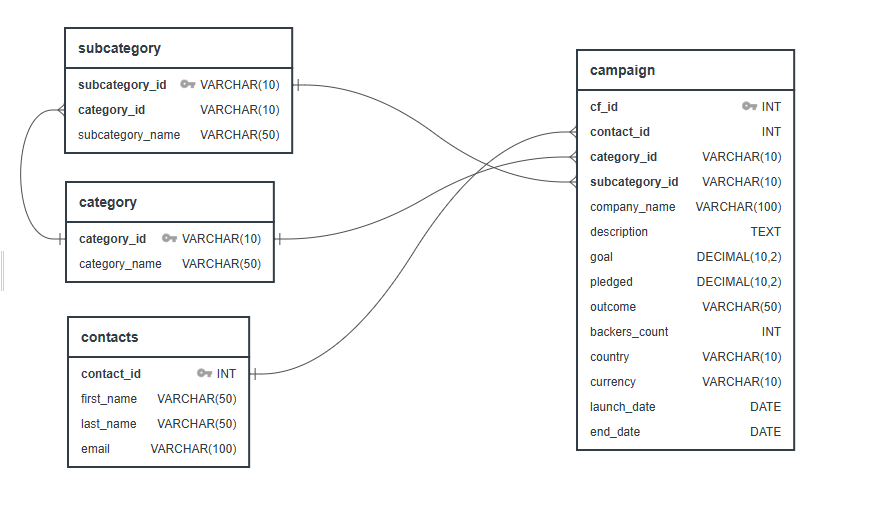 subcategory
subcategory_id VARCHAR(10)
category_id VARCHAR(10)
subcategory_name VARCHAR(50)
category
category_id VARCHAR(10)
category_name VARCHAR(50)
contacts
contact_id INT
first_name VARCHAR(50)
last_name VARCHAR(50)
email VARCHAR(100)
campaign
cf_id INT
contact_id INT
category_id VARCHAR(10)
subcategory_id VARCHAR(10)
company_name VARCHAR(100)
description TEXT
goal DECIMAL(10,2)
pledged DECIMAL(10,2)
outcome VARCHAR(50)
backers_count INT
country VARCHAR(10)
currency VARCHAR(10)
launch_date DATE
end_date DATE